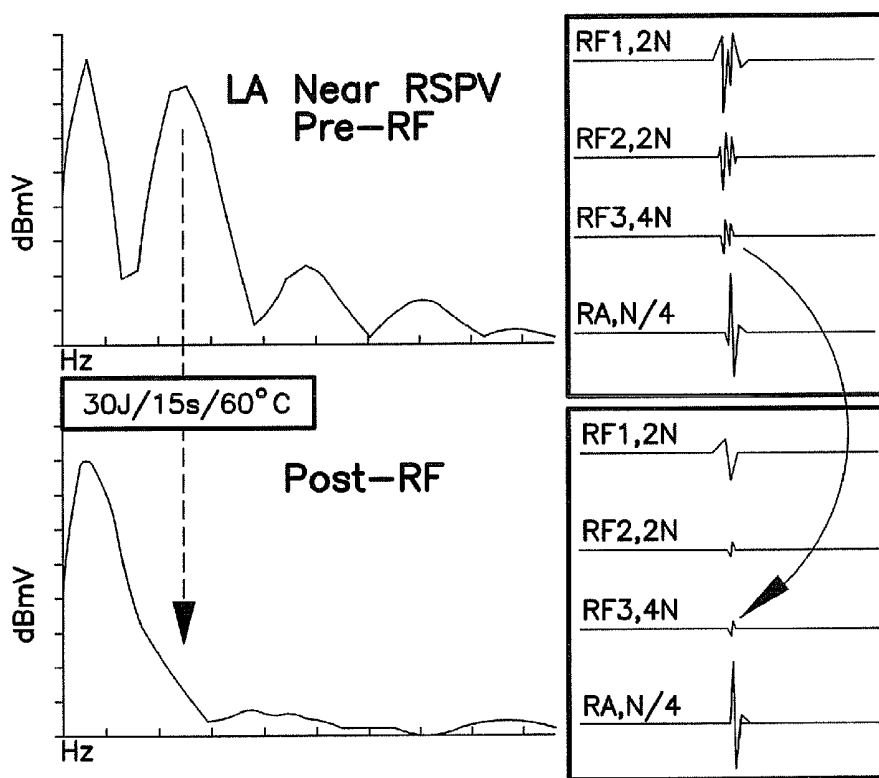 LA Near RSPV
Pre-RF
dBmV
Hz
RF1,2N
RF2,2N
RF3,4N
RA,N/4
30J/15s/60°C
Post-RF
dBmV
Hz
RF1,2N
RF2,2N
RF3,4N
RA,N/4